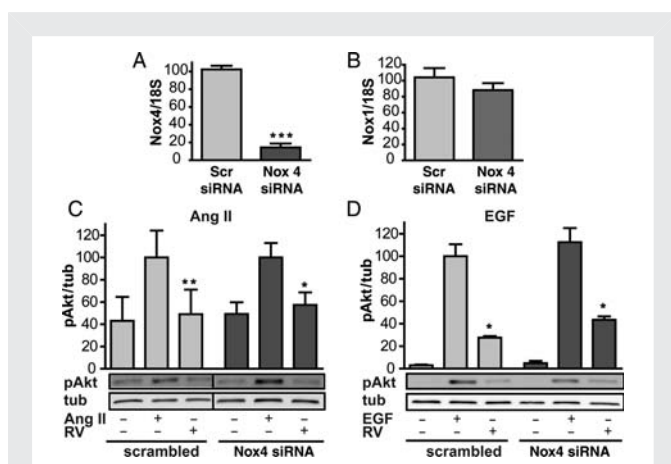 A
Nox4/18S
100
80
60
40
20
0
***
Scr siRNA
Nox 4 siRNA
B
Nox1/18S
120
100
80
60
40
20
0
Scr siRNA
Nox 4 siRNA
C
Ang II
pAkt/tub
120
100
80
60
40
20
0
**
*
pAkt
tub
Ang II − + + − + +
RV − − + − − +
scrambled Nox4 siRNA
D
EGF
pAkt/tub
120
100
80
60
40
20
0
*
*
pAkt
tub
EGF − + + − + +
RV − − + − − +
scrambled Nox4 siRNA